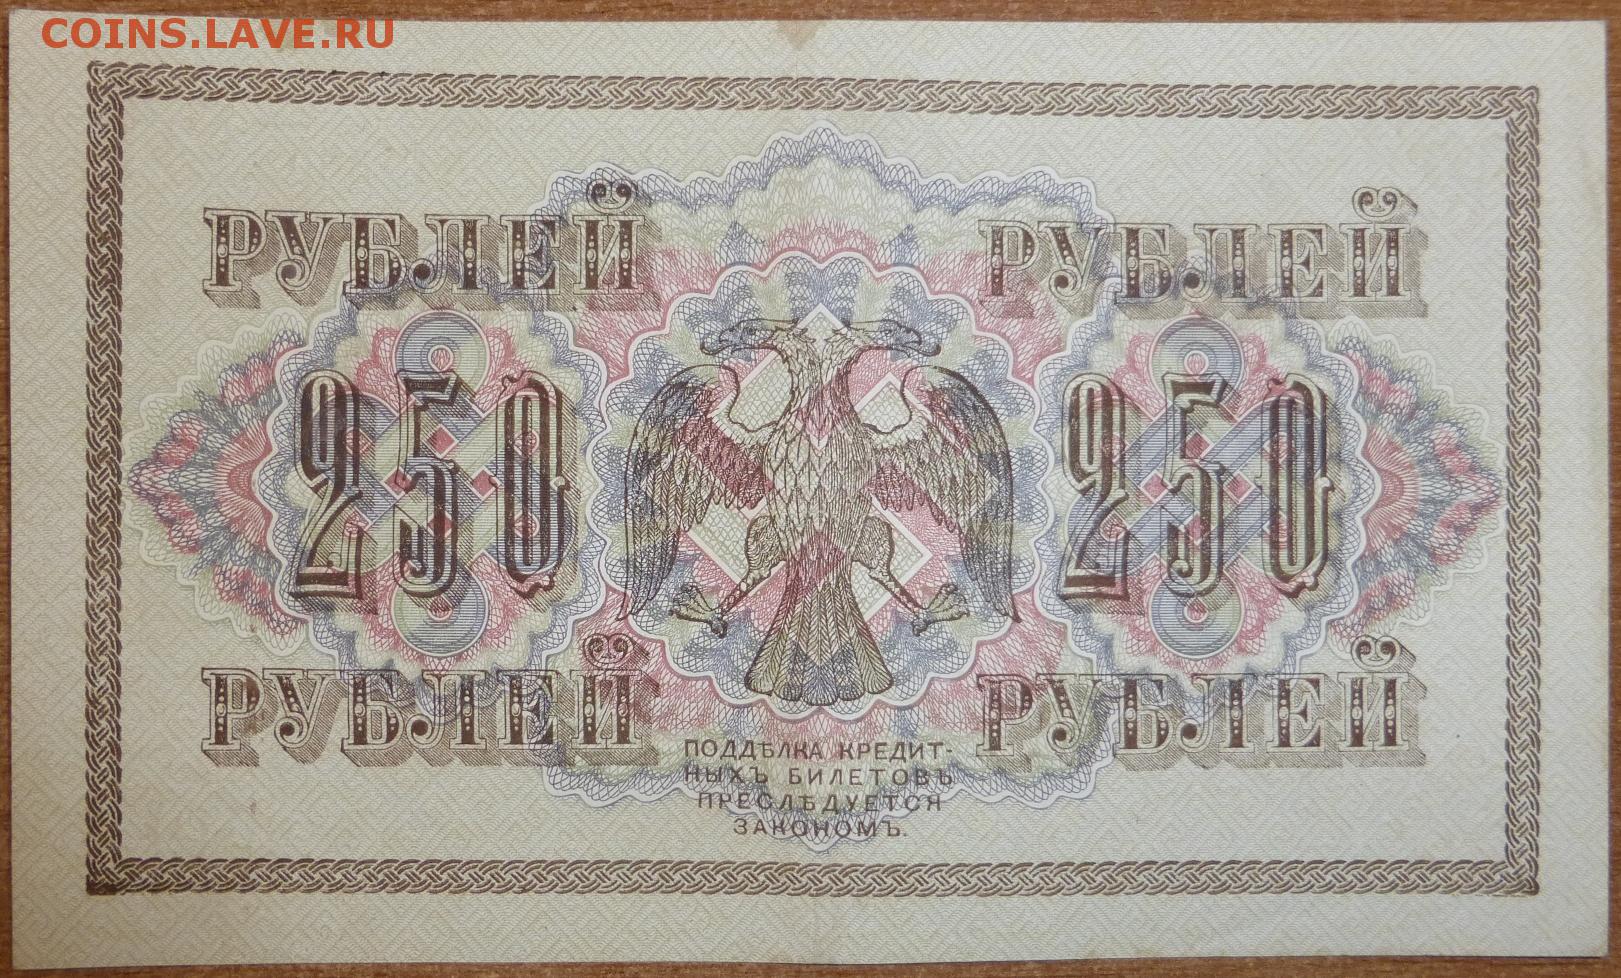 COINS.LAVE.RU
РУБЛЕЙ РУБЛЕЙ
250 250
РУБЛЕЙ РУБЛЕЙ
ПОДДѢЛКА КРЕДИТ-
НЫХЪ БИЛЕТОВЪ
ПРЕСЛѢДУЕТСЯ
ЗАКОНОМЪ.